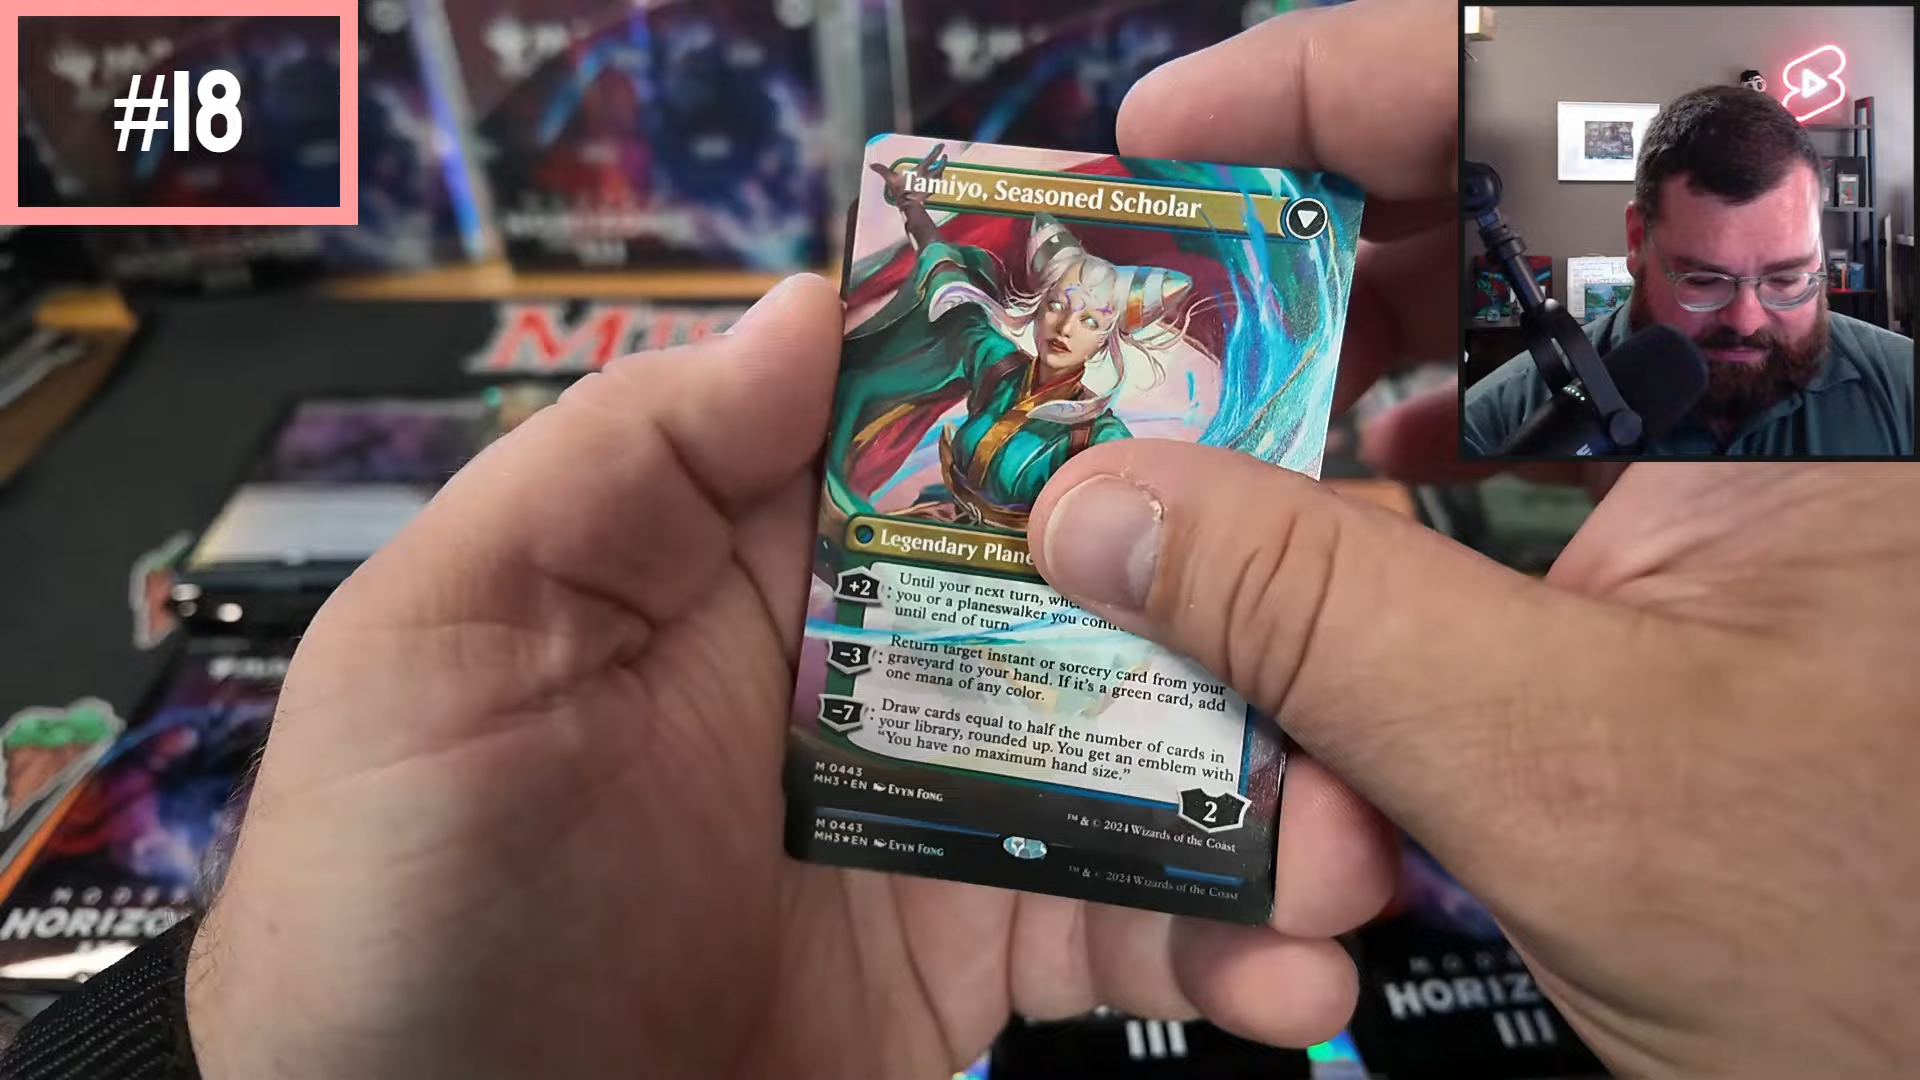 #18
Tamiyo, Seasoned Scholar
Legendary Plane
+2
Until your next turn, whe
you or a planeswalker you contr
until end of turn.
-3
Return target instant or sorcery card from your
graveyard to your hand. If it's a green card, add
one mana of any color.
-7
Draw cards equal to half the number of cards in
your library, rounded up. You get an emblem with
"You have no maximum hand size."
2
M 0443
MH3 • EN Evyn Fong
™ & © 2024 Wizards of the Coast
M 0443
MH3★EN Evyn Fong
™ & © 2024 Wizards of the Coast
HORIZO
HORIZ
III
III